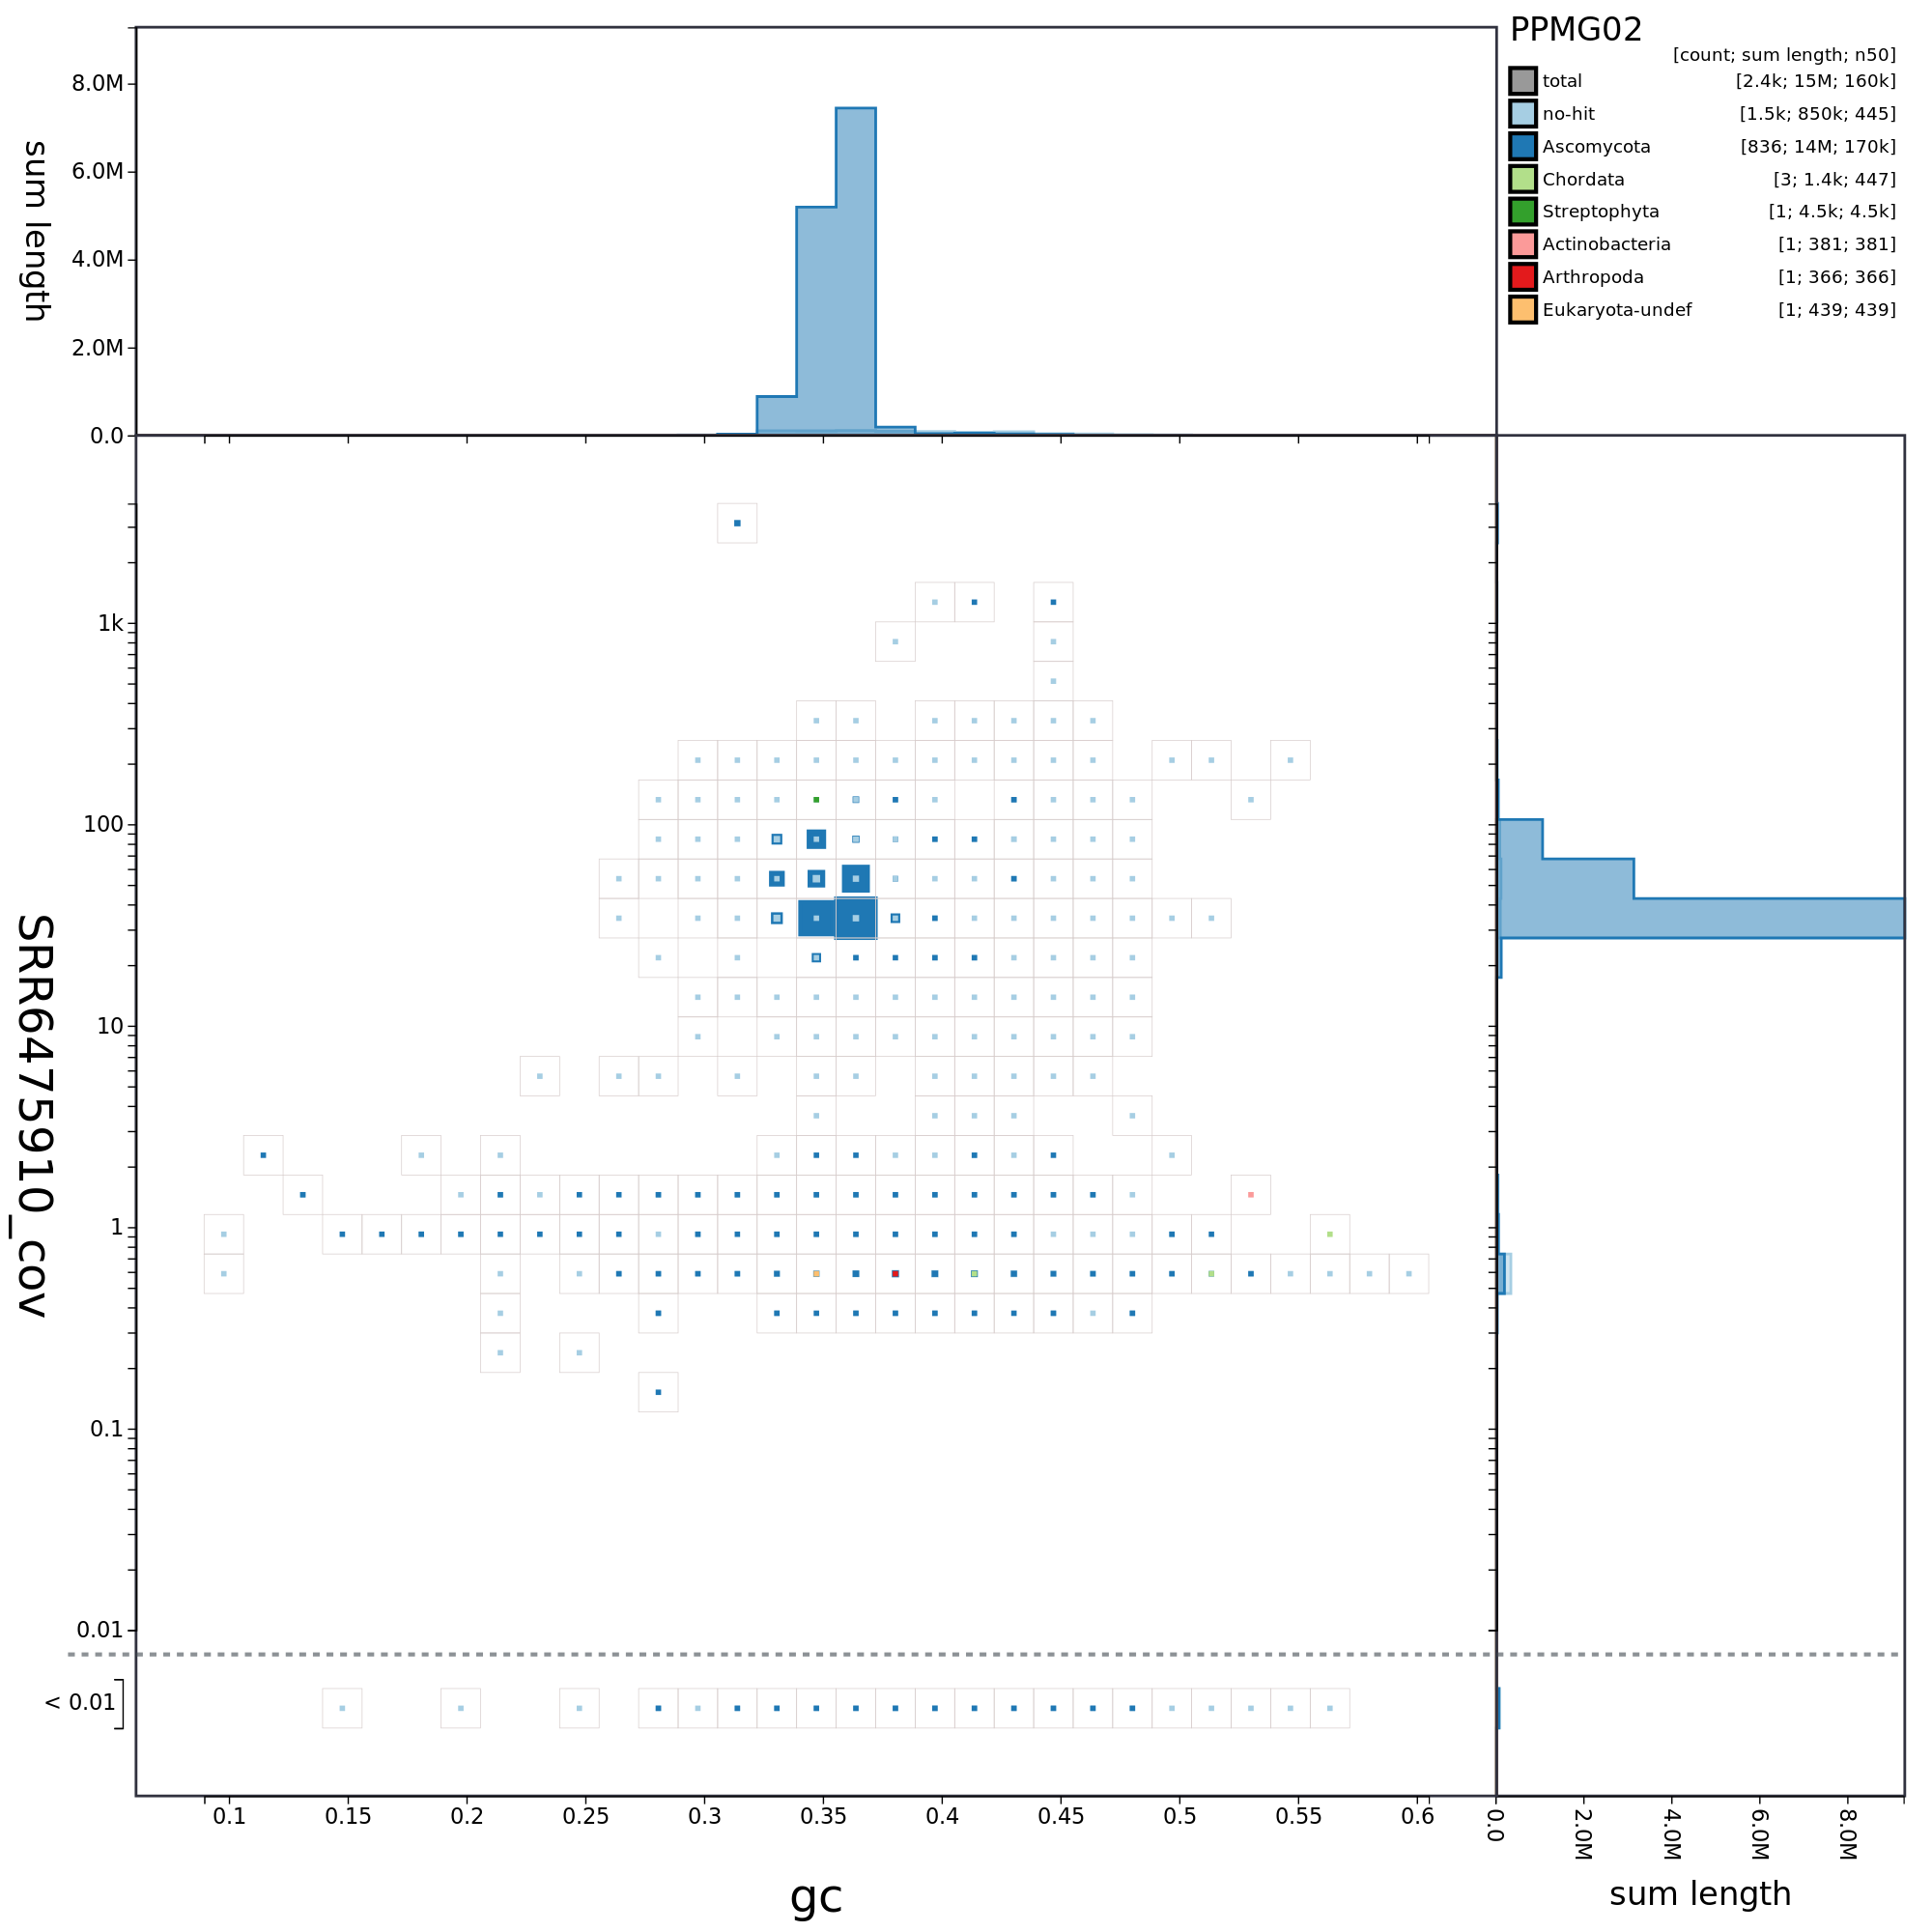 PPMG02
[count; sum length; n50]
total [2.4k; 15M; 160k]
no-hit [1.5k; 850k; 445]
Ascomycota [836; 14M; 170k]
Chordata [3; 1.4k; 447]
Streptophyta [1; 4.5k; 4.5k]
Actinobacteria [1; 381; 381]
Arthropoda [1; 366; 366]
Eukaryota-undef [1; 439; 439]
sum length
8.0M
6.0M
4.0M
2.0M
0.0
SRR6475910_cov
1k
100
10
1
0.1
0.01
< 0.01
0.1 0.15 0.2 0.25 0.3 0.35 0.4 0.45 0.5 0.55 0.6
gc
0.0 2.0M 4.0M 6.0M 8.0M
sum length